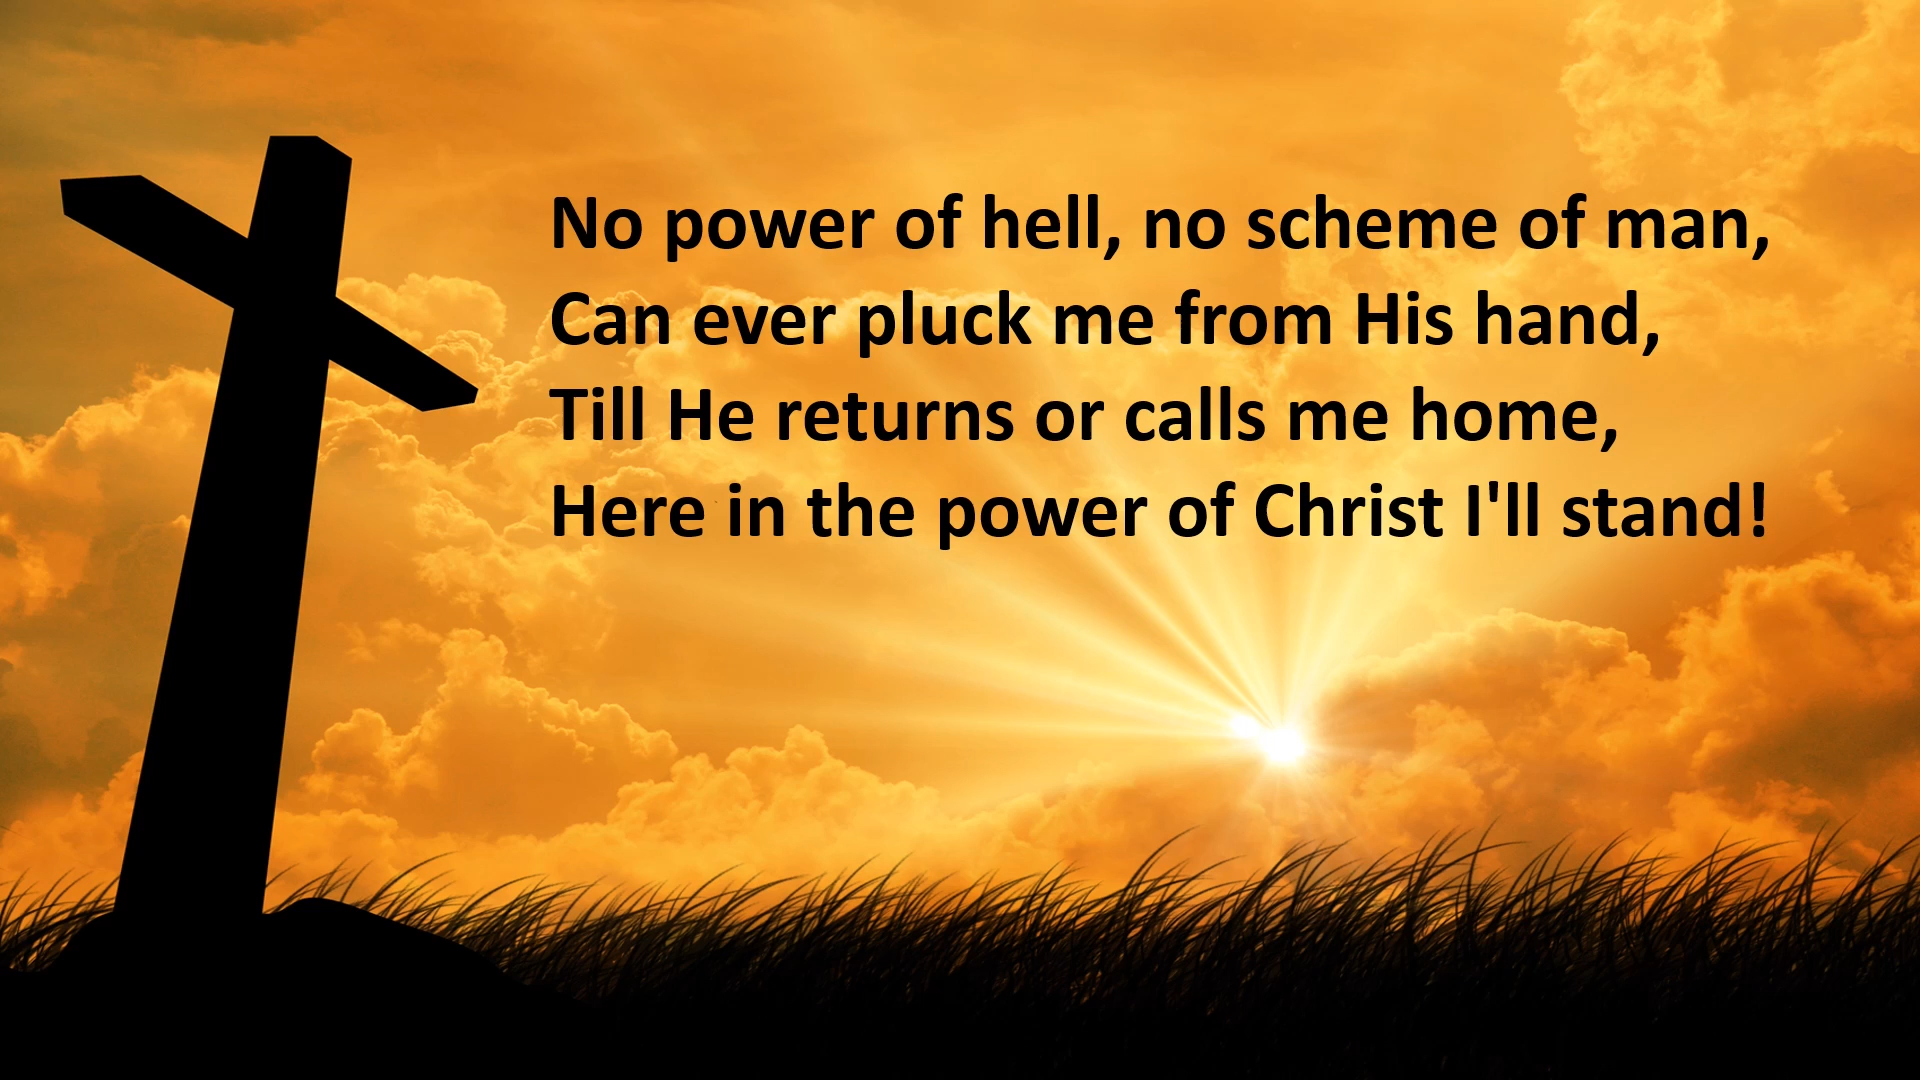 No power of hell, no scheme of man,
Can ever pluck me from His hand,
Till He returns or calls me home,
Here in the power of Christ I'll stand!